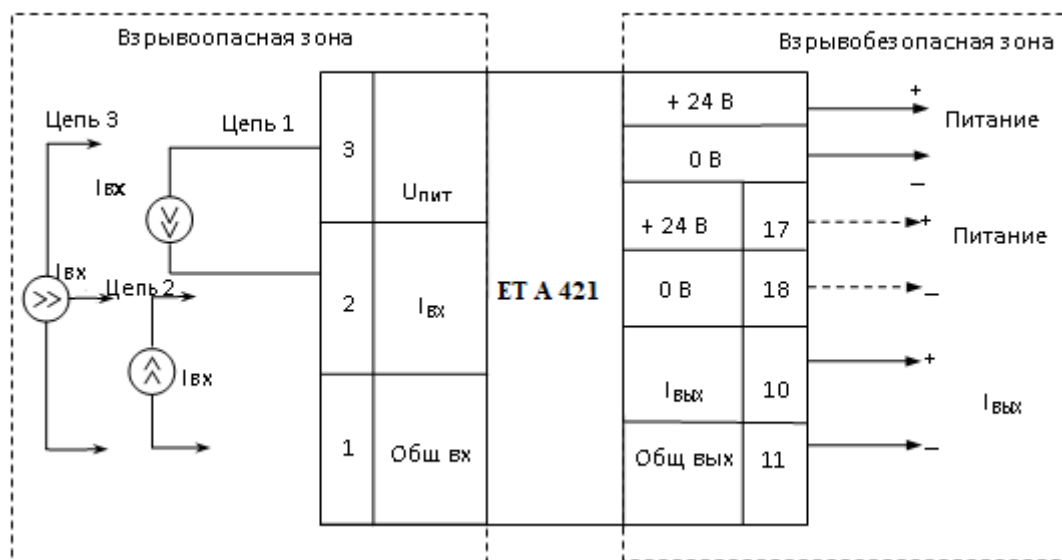 Взрывоопасная зона
Взрывобезопасная зона
Цепь 3
Цепь 1
Iвх
Iвх
Цепь 2
Iвх
3
Uпит
2
Iвх
1
Общ вх
ET A 421
+ 24 В
0 В
+ 24 В
17
0 В
18
Iвых
10
Общ вых
11
+
Питание
–
+
Питание
–
+
Iвых
–